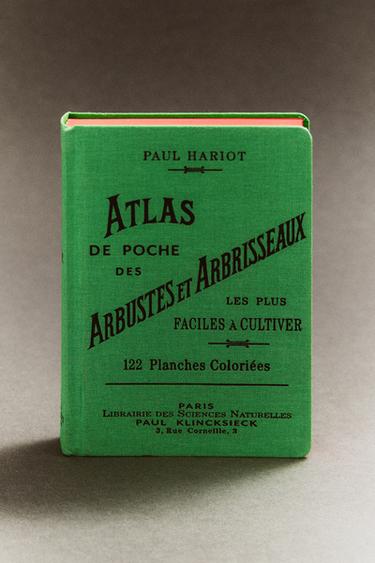 PAUL HARIOT
ATLAS
DE POCHE
DES
ARBUSTES ET ARBRISSEAUX
LES PLUS
FACILES À CULTIVER
122 Planches Coloriées
PARIS
LIBRAIRIE DES SCIENCES NATURELLES
PAUL KLINCKSIECK
3, Rue Corneille, 3